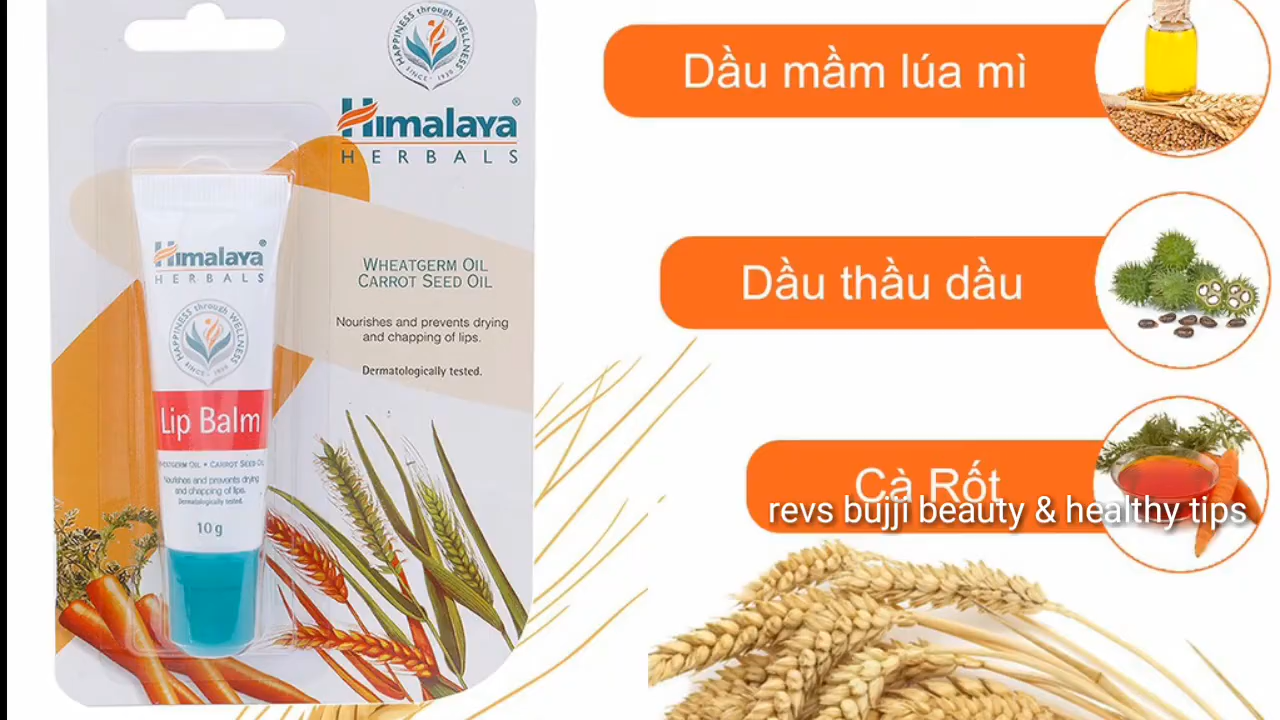 HAPPINESS through WELLNESS
SINCE 1930
Himalaya
HERBALS
WHEATGERM OIL
CARROT SEED OIL
Nourishes and prevents drying
and chapping of lips.
Dermatologically tested.
Himalaya
HERBALS
HAPPINESS through WELLNESS
SINCE 1930
Lip Balm
WHEATGERM OIL • CARROT SEED OIL
Nourishes and prevents drying
and chapping of lips.
Dermatologically tested.
10 g
Dầu mầm lúa mì
Dầu thầu dầu
Cà Rốt
revs bujji beauty & healthy tips